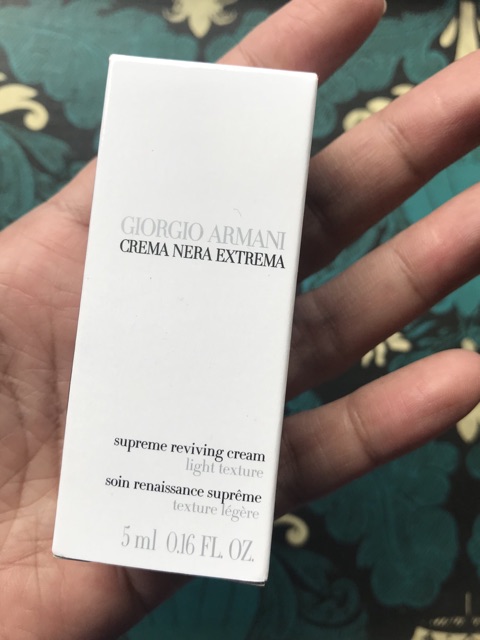 GIORGIO ARMANI
CREMA NERA EXTREMA
supreme reviving cream
light texture
soin renaissance suprême
texture légère
5 ml 0.16 FL. OZ.